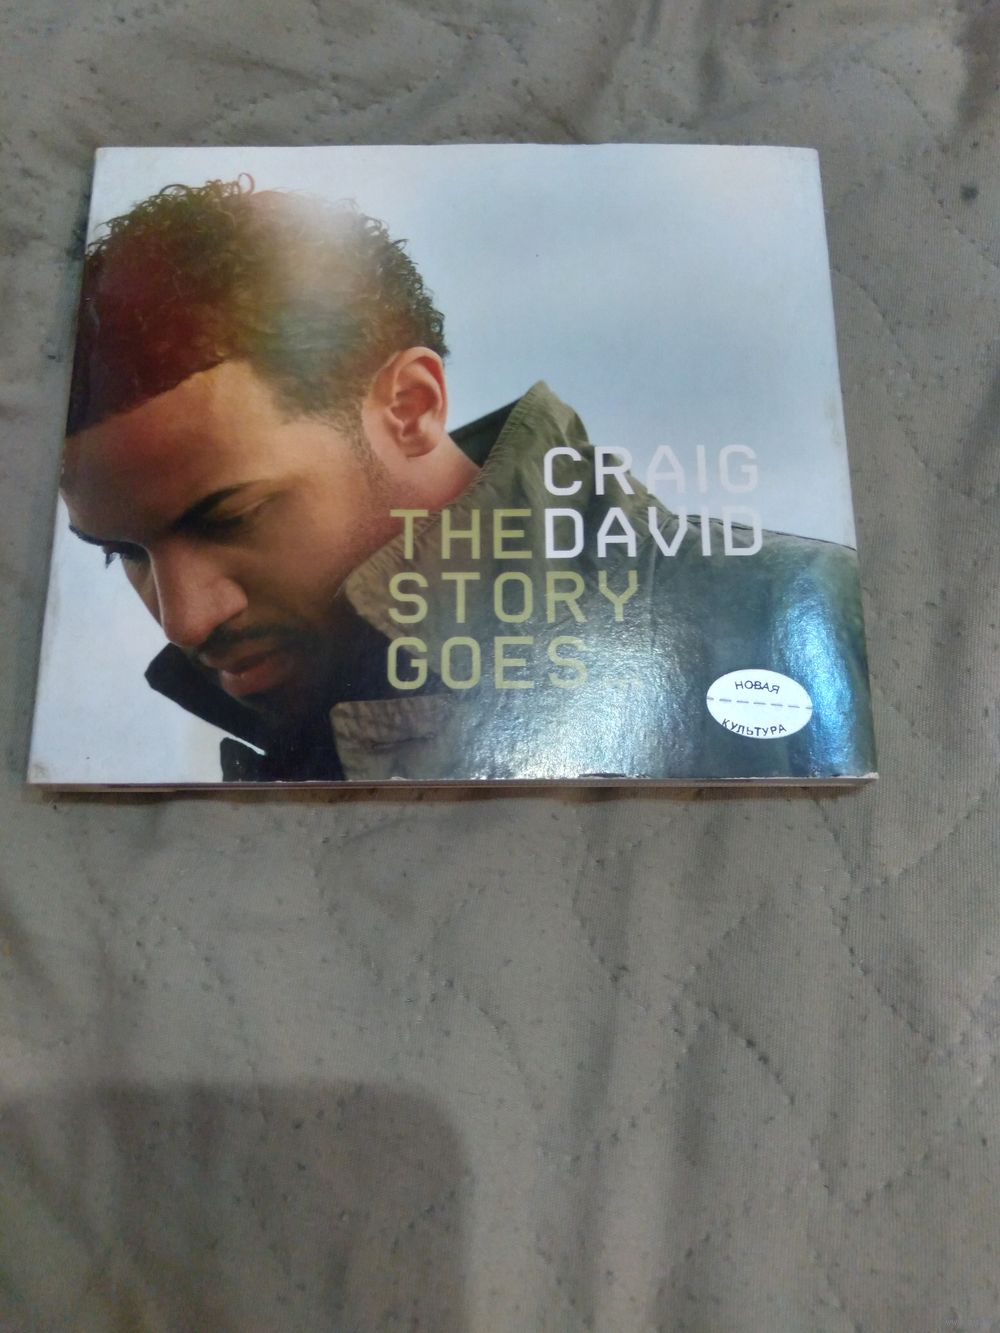 CRAIG
THE DAVID
STORY
GOES...
НОВАЯ
КУЛЬТУРА